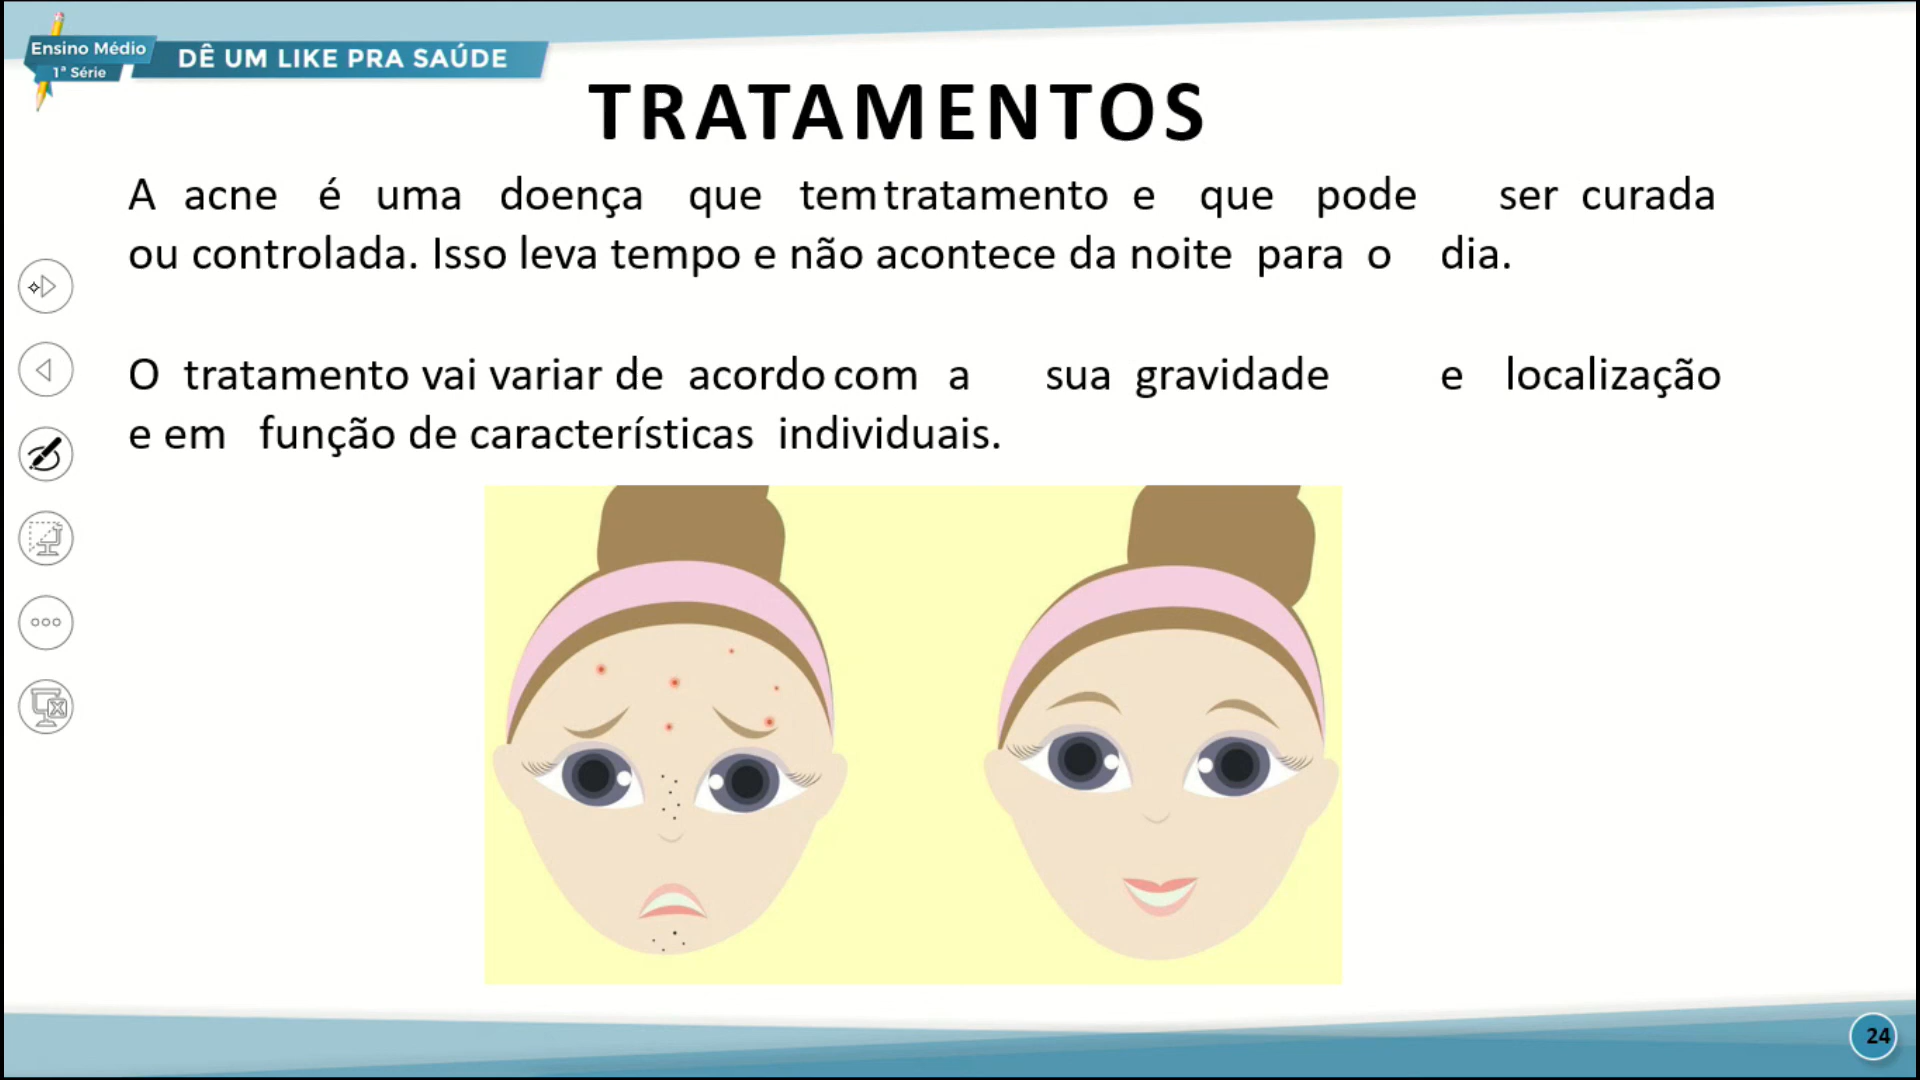 Ensino Médio
1ª Série
DÊ UM LIKE PRA SAÚDE
TRATAMENTOS
A acne é uma doença que tem tratamento e que pode ser curada
ou controlada. Isso leva tempo e não acontece da noite para o dia.
O tratamento vai variar de acordo com a sua gravidade e localização
e em função de características individuais.
24